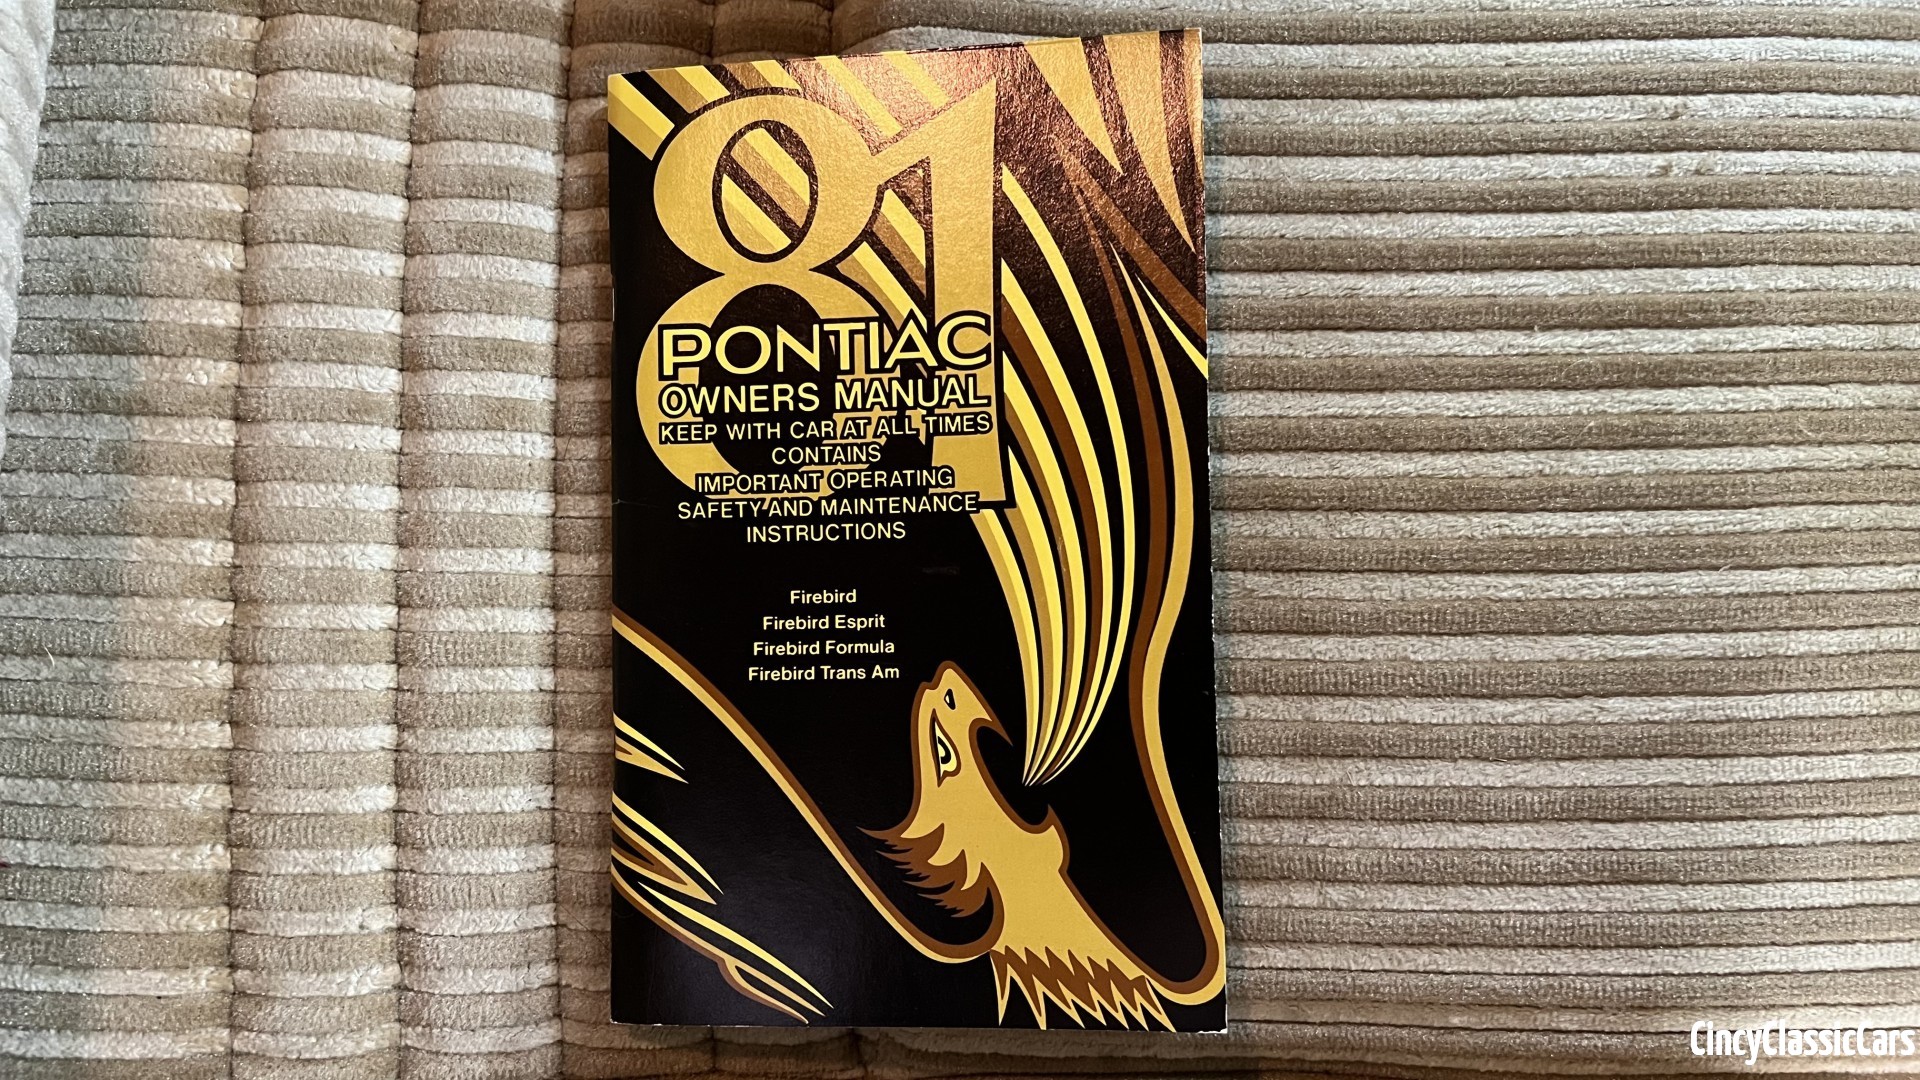 81
PONTIAC
OWNERS MANUAL
KEEP WITH CAR AT ALL TIMES
CONTAINS
IMPORTANT OPERATING
SAFETY AND MAINTENANCE
INSTRUCTIONS
Firebird
Firebird Esprit
Firebird Formula
Firebird Trans Am
CincyClassicCars